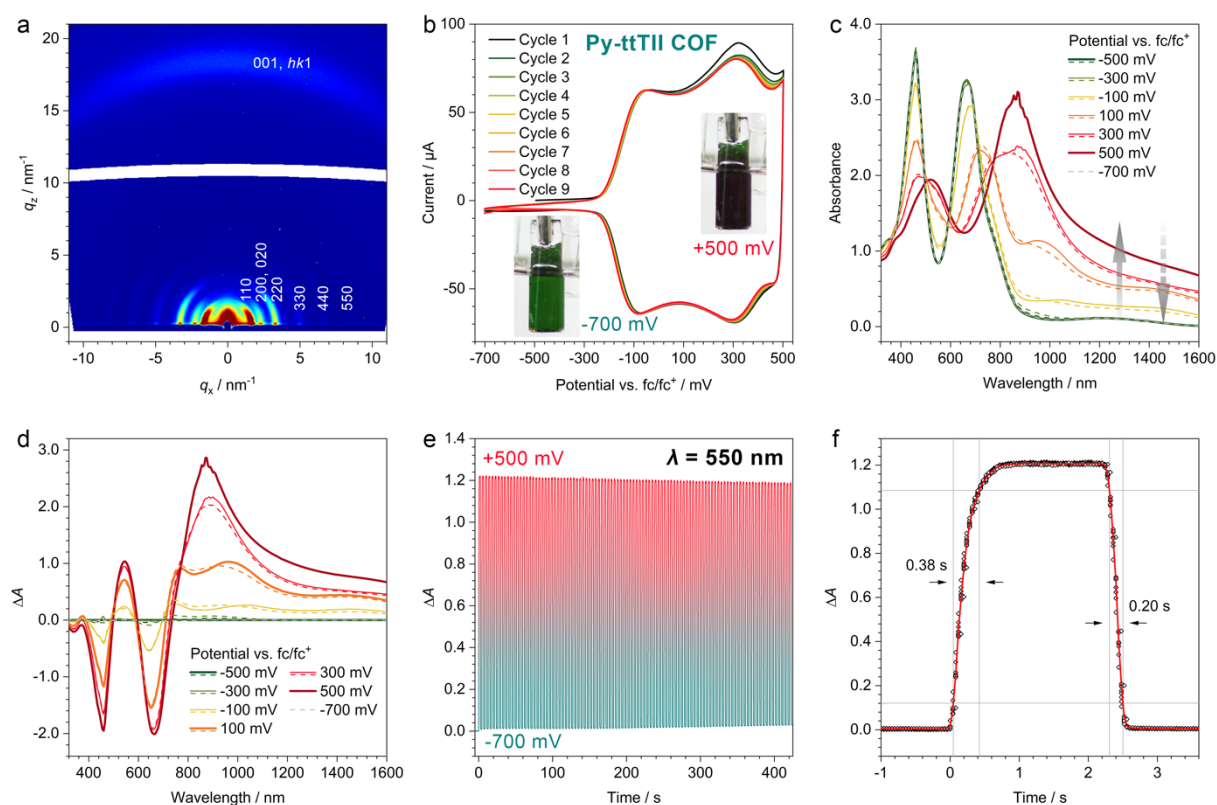 a
20
15
10
5
0
qz / nm⁻¹
001, hk1
110
200, 020
220
330
440
550
-10
-5
0
5
10
qx / nm⁻¹
b
100
50
0
-50
Current / µA
Cycle 1
Cycle 2
Cycle 3
Cycle 4
Cycle 5
Cycle 6
Cycle 7
Cycle 8
Cycle 9
Py-ttTII COF
+500 mV
-700 mV
-700
-500
-300
-100
100
300
500
Potential vs. fc/fc⁺ / mV
c
4.0
3.0
2.0
1.0
0.0
Absorbance
Potential vs. fc/fc⁺
-500 mV
-300 mV
-100 mV
100 mV
300 mV
500 mV
-700 mV
400
600
800
1000
1200
1400
1600
Wavelength / nm
d
3.0
2.0
1.0
0.0
-1.0
-2.0
ΔA
Potential vs. fc/fc⁺
-500 mV 300 mV
-300 mV 500 mV
-100 mV -700 mV
100 mV
400
600
800
1000
1200
1400
1600
Wavelength / nm
e
1.4
1.2
1.0
0.8
0.6
0.4
0.2
0.0
ΔA
+500 mV
λ = 550 nm
-700 mV
0
100
200
300
400
Time / s
f
1.2
1.0
0.8
0.6
0.4
0.2
0.0
ΔA
0.38 s
0.20 s
-1
0
1
2
3
Time / s